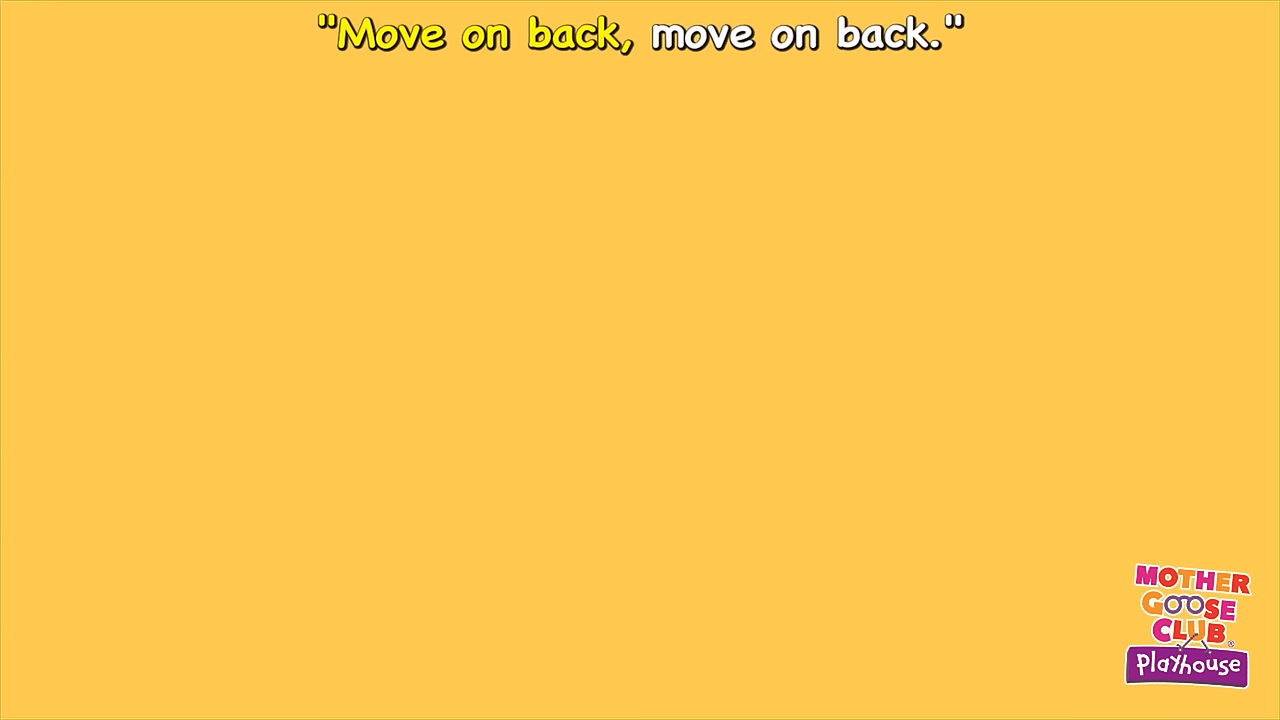 "Move on back, move on back."
MOTHER
GOOSE
CLUB
Playhouse